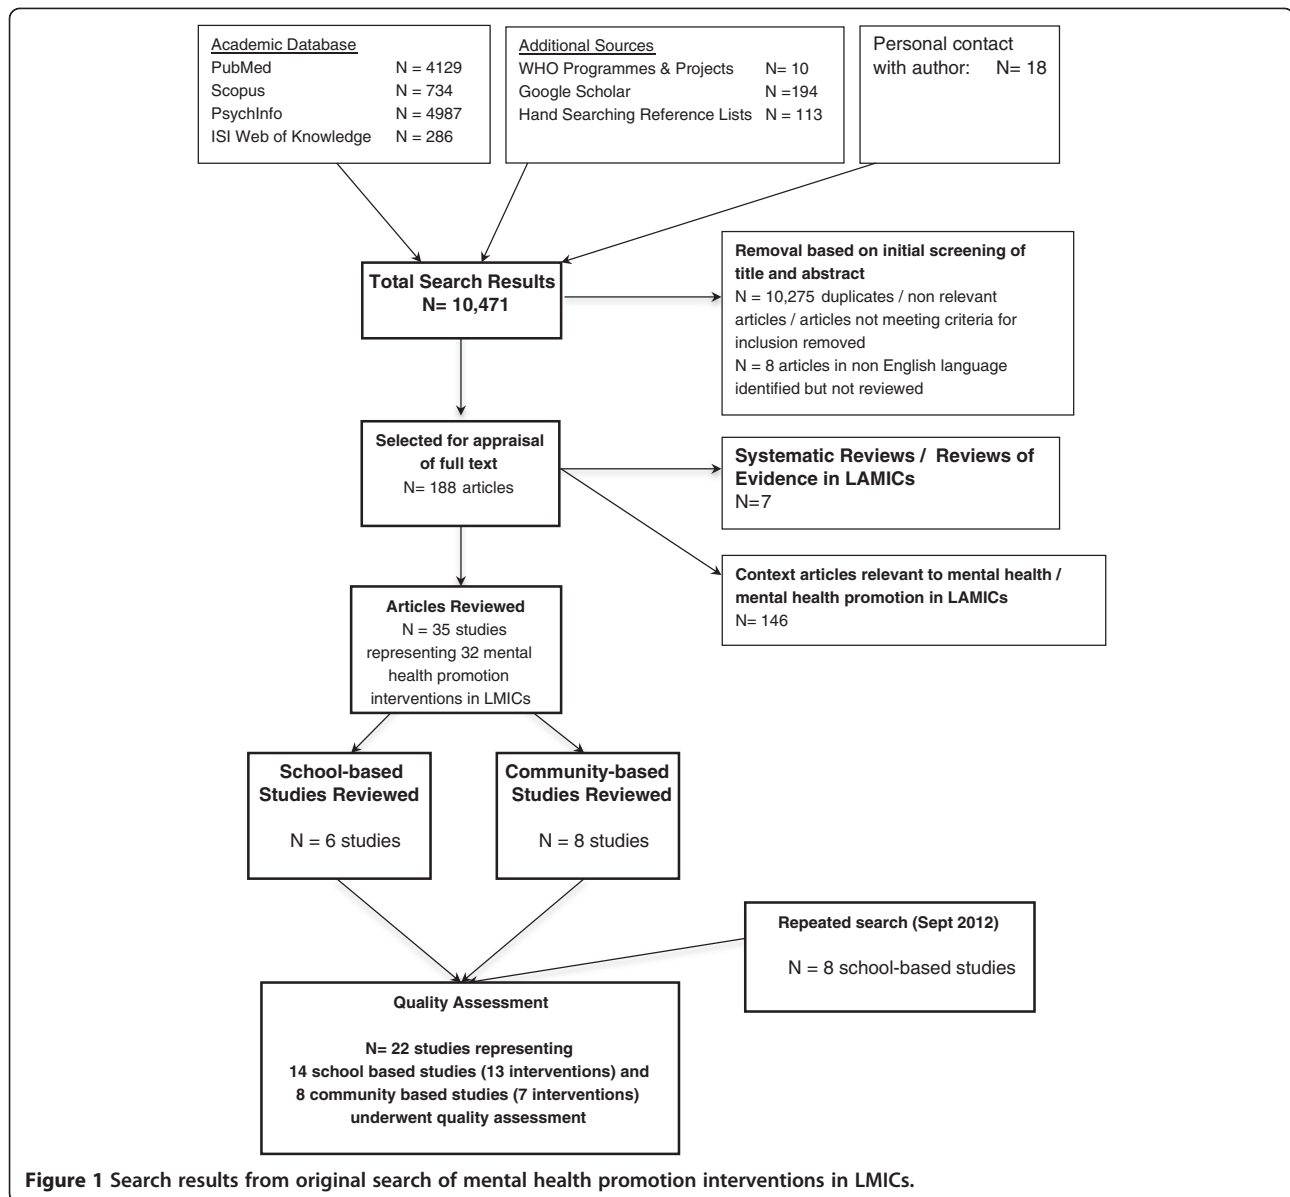 Academic Database
PubMed N = 4129
Scopus N = 734
PsychInfo N = 4987
ISI Web of Knowledge N = 286
Additional Sources
WHO Programmes & Projects N= 10
Google Scholar N =194
Hand Searching Reference Lists N = 113
Personal contact
with author: N= 18
Total Search Results
N= 10,471
Removal based on initial screening of
title and abstract
N = 10,275 duplicates / non relevant
articles / articles not meeting criteria for
inclusion removed
N = 8 articles in non English language
identified but not reviewed
Selected for appraisal
of full text
N= 188 articles
Systematic Reviews / Reviews of
Evidence in LAMICs
N=7
Context articles relevant to mental health /
mental health promotion in LAMICs
N= 146
Articles Reviewed
N = 35 studies
representing 32 mental
health promotion
interventions in LMICs
School-based
Studies Reviewed
N = 6 studies
Community-based
Studies Reviewed
N = 8 studies
Repeated search (Sept 2012)
N = 8 school-based studies
Quality Assessment
N= 22 studies representing
14 school based studies (13 interventions) and
8 community based studies (7 interventions)
underwent quality assessment
Figure 1 Search results from original search of mental health promotion interventions in LMICs.